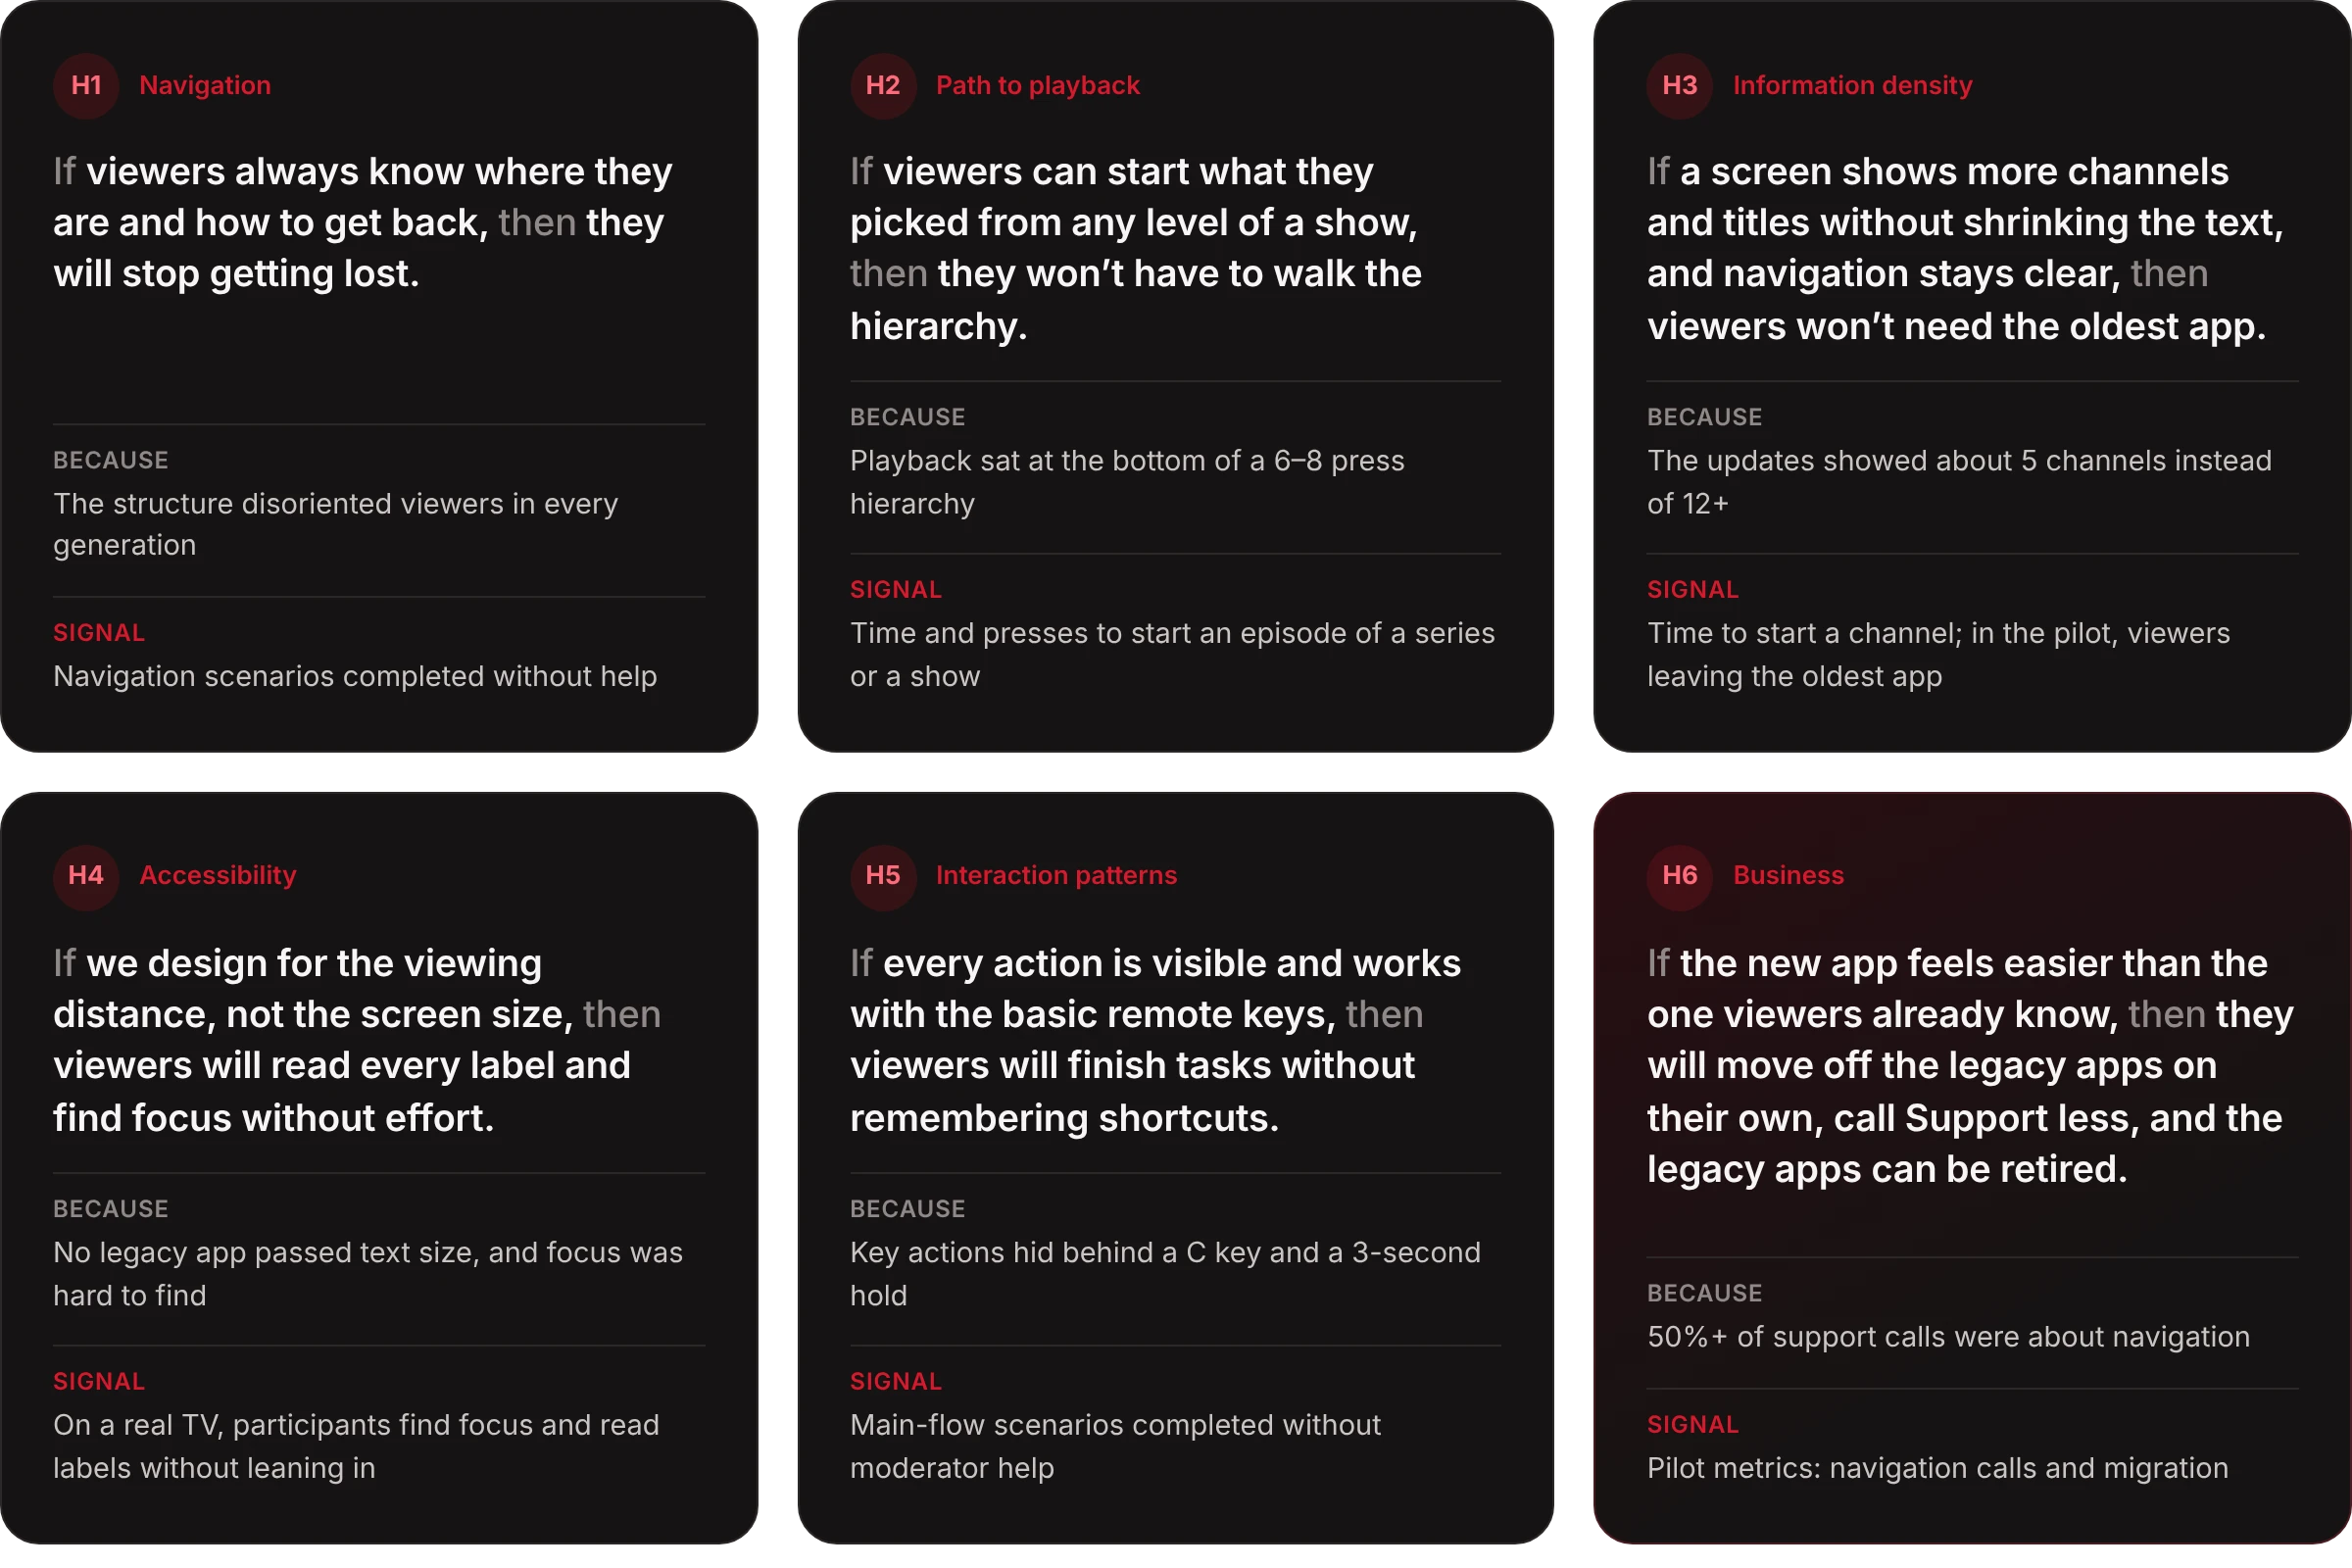 H1 Navigation
If viewers always know where they
are and how to get back, then they
will stop getting lost.
BECAUSE
The structure disoriented viewers in every
generation
SIGNAL
Navigation scenarios completed without help
H2 Path to playback
If viewers can start what they
picked from any level of a show,
then they won’t have to walk the
hierarchy.
BECAUSE
Playback sat at the bottom of a 6–8 press
hierarchy
SIGNAL
Time and presses to start an episode of a series
or a show
H3 Information density
If a screen shows more channels
and titles without shrinking the text,
and navigation stays clear, then
viewers won’t need the oldest app.
BECAUSE
The updates showed about 5 channels instead
of 12+
SIGNAL
Time to start a channel; in the pilot, viewers
leaving the oldest app
H4 Accessibility
If we design for the viewing
distance, not the screen size, then
viewers will read every label and
find focus without effort.
BECAUSE
No legacy app passed text size, and focus was
hard to find
SIGNAL
On a real TV, participants find focus and read
labels without leaning in
H5 Interaction patterns
If every action is visible and works
with the basic remote keys, then
viewers will finish tasks without
remembering shortcuts.
BECAUSE
Key actions hid behind a C key and a 3-second
hold
SIGNAL
Main-flow scenarios completed without
moderator help
H6 Business
If the new app feels easier than the
one viewers already know, then they
will move off the legacy apps on
their own, call Support less, and the
legacy apps can be retired.
BECAUSE
50%+ of support calls were about navigation
SIGNAL
Pilot metrics: navigation calls and migration